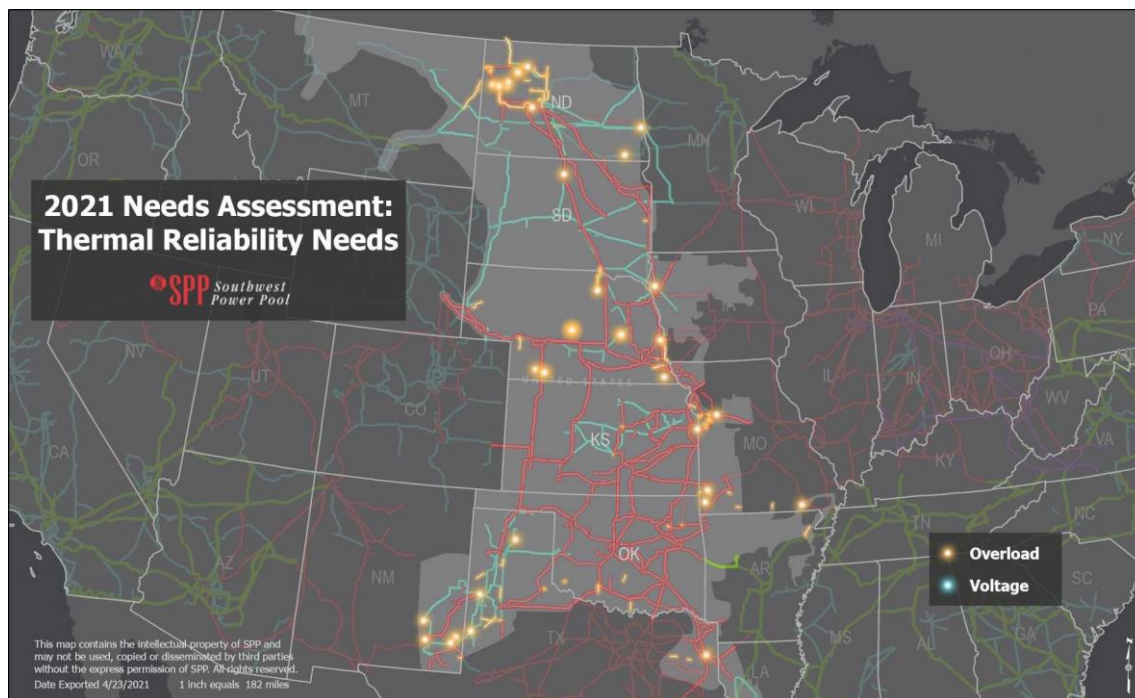 2021 Needs Assessment:
Thermal Reliability Needs
SPP Southwest
Power Pool
WA
MT
ND
MN
OR
SD
WI
MI
NY
IA
PA
NV
UT
CO
UNITED STATES
KS
MO
IL
IN
OH
WV
VA
KY
CA
AZ
NM
OK
AR
TN
NC
SC
TX
LA
MS
AL
GA
Overload
Voltage
This map contains the intellectual property of SPP and
may not be used, copied or disseminated by third parties
without the express permission of SPP. All rights reserved.
Date Exported 4/23/2021 1 inch equals 182 miles